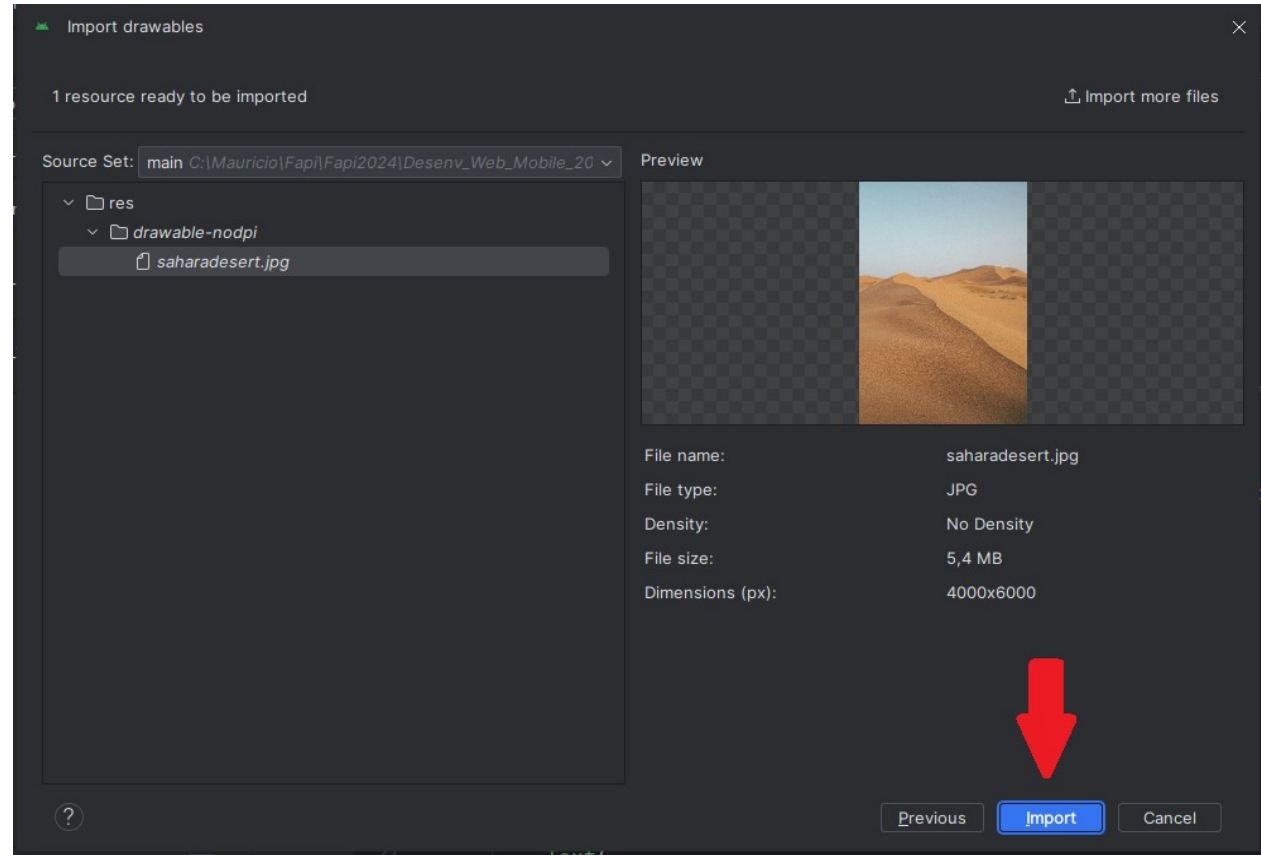 Import drawables
1 resource ready to be imported
Import more files
Source Set: main C:\Mauricio\Fapi\Fapi2024\Desenv_Web_Mobile_20
Preview
res
drawable-nodpi
saharadesert.jpg
File name: saharadesert.jpg
File type: JPG
Density: No Density
File size: 5,4 MB
Dimensions (px): 4000x6000
?
Previous
Import
Cancel